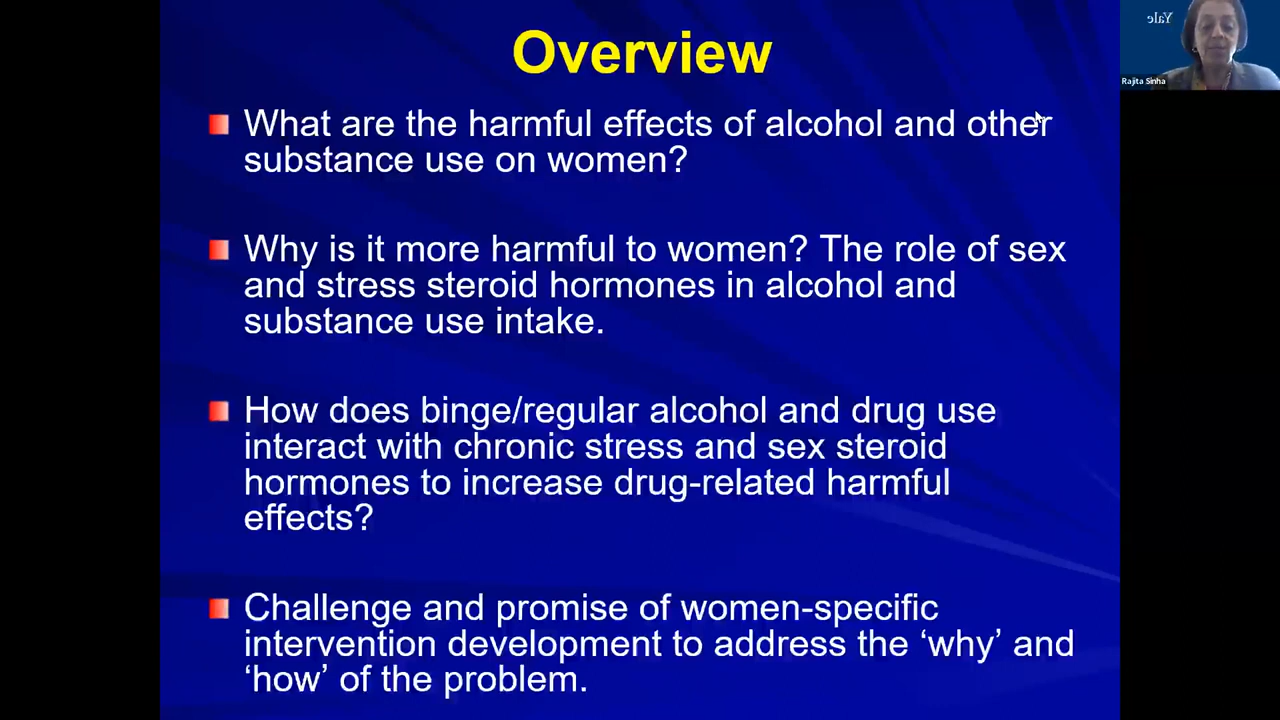 Overview
Yale
Rajita Sinha
What are the harmful effects of alcohol and other
substance use on women?
Why is it more harmful to women? The role of sex
and stress steroid hormones in alcohol and
substance use intake.
How does binge/regular alcohol and drug use
interact with chronic stress and sex steroid
hormones to increase drug-related harmful
effects?
Challenge and promise of women-specific
intervention development to address the ‘why’ and
‘how’ of the problem.